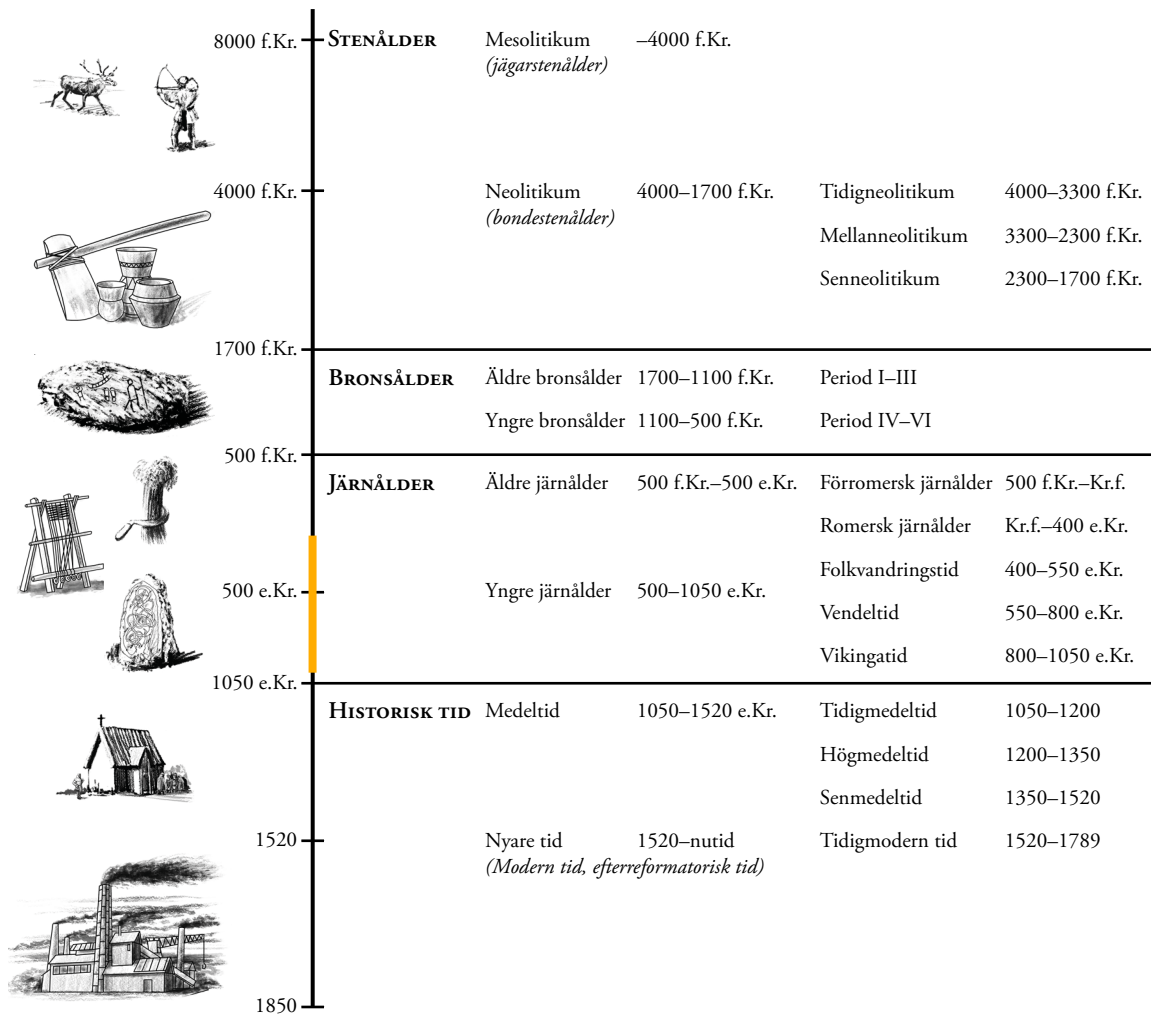 8000 f.Kr. STENÅLDER Mesolitikum –4000 f.Kr.
(jägarstenålder)
4000 f.Kr. Neolitikum 4000–1700 f.Kr. Tidigneolitikum 4000–3300 f.Kr.
(bondestenålder)
Mellanneolitikum 3300–2300 f.Kr.
Senneolitikum 2300–1700 f.Kr.
1700 f.Kr.
BRONSÅLDER Äldre bronsålder 1700–1100 f.Kr. Period I–III
Yngre bronsålder 1100–500 f.Kr. Period IV–VI
500 f.Kr.
JÄRNÅLDER Äldre järnålder 500 f.Kr.–500 e.Kr. Förromersk järnålder 500 f.Kr.–Kr.f.
Romersk järnålder Kr.f.–400 e.Kr.
Folkvandringstid 400–550 e.Kr.
500 e.Kr. Yngre järnålder 500–1050 e.Kr.
Vendeltid 550–800 e.Kr.
Vikingatid 800–1050 e.Kr.
1050 e.Kr.
HISTORISK TID Medeltid 1050–1520 e.Kr. Tidigmedeltid 1050–1200
Högmedeltid 1200–1350
Senmedeltid 1350–1520
1520 Nyare tid 1520–nutid Tidigmodern tid 1520–1789
(Modern tid, efterreformatorisk tid)
1850